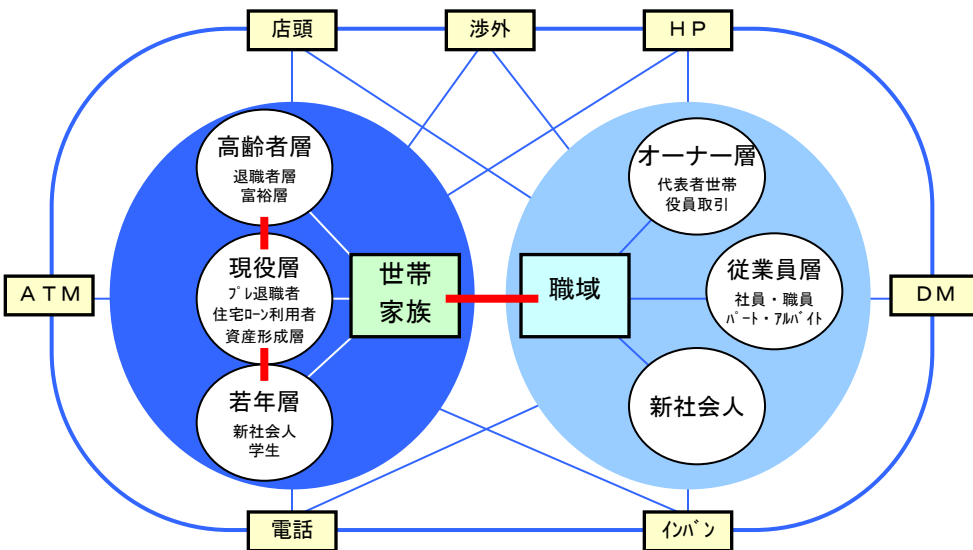 店頭
渉外
ＨＰ
高齢者層
退職者層
富裕層
現役層
ﾌﾟﾚ退職者
住宅ﾛｰﾝ利用者
資産形成層
若年層
新社会人
学生
世帯
家族
職域
オーナー層
代表者世帯
役員取引
従業員層
社員・職員
ﾊﾟｰﾄ・ｱﾙﾊﾞｲﾄ
新社会人
ＡＴＭ
ＤＭ
電話
ｲﾝﾊﾞﾝ